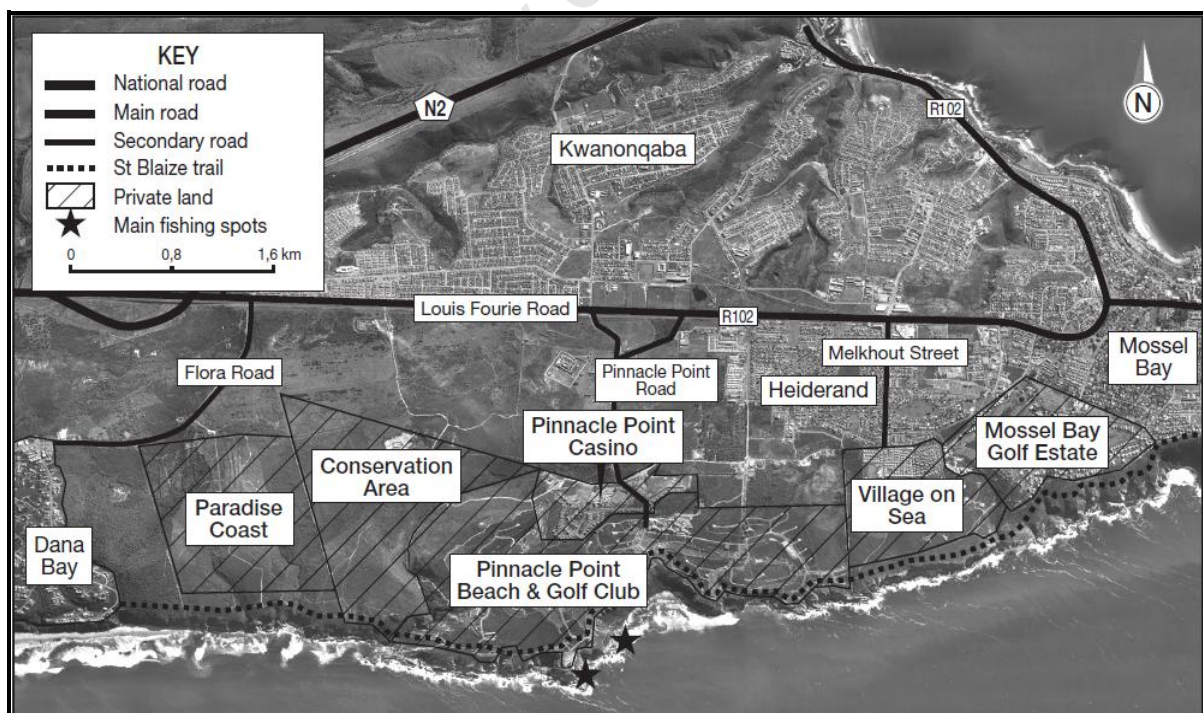 KEY
National road
Main road
Secondary road
St Blaize trail
Private land
Main fishing spots
0 0,8 1,6 km
N2
R102
N
Kwanonqaba
Louis Fourie Road
R102
Flora Road
Pinnacle Point
Road
Melkhout Street
Heiderand
Mossel
Bay
Pinnacle Point
Casino
Mossel Bay
Golf Estate
Conservation
Area
Paradise
Coast
Village on
Sea
Dana
Bay
Pinnacle Point
Beach & Golf Club